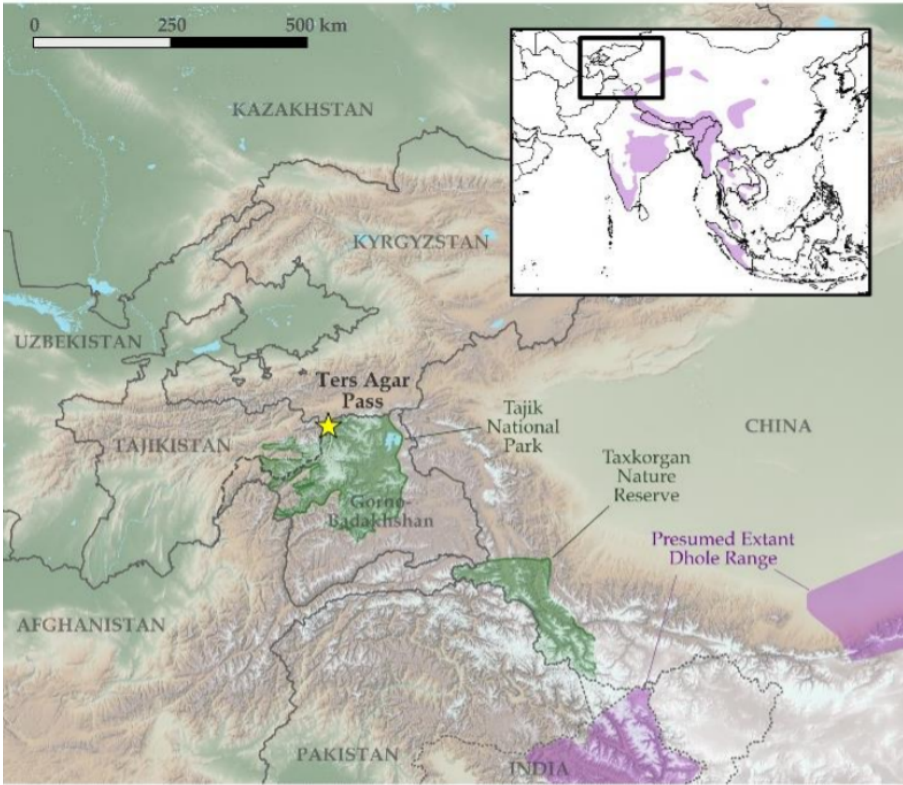 0 250 500 km
KAZAKHSTAN
KYRGYZSTAN
UZBEKISTAN
Ters Agar
Pass
TAJIKISTAN
Tajik
National
Park
CHINA
Taxkorgan
Nature
Reserve
Gorno-
Badakhshan
Presumed Extant
Dhole Range
AFGHANISTAN
PAKISTAN
INDIA